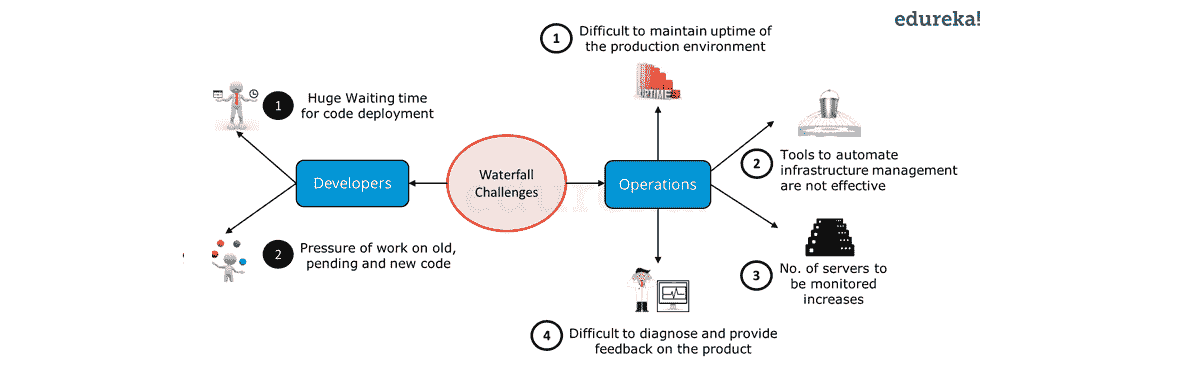 edureka!
1
Difficult to maintain uptime of
the production environment
UPTIME
1
Huge Waiting time
for code deployment
2
Tools to automate
infrastructure management
are not effective
Developers
Waterfall
Challenges
Operations
2
Pressure of work on old,
pending and new code
3
No. of servers to
be monitored
increases
4
Difficult to diagnose and provide
feedback on the product